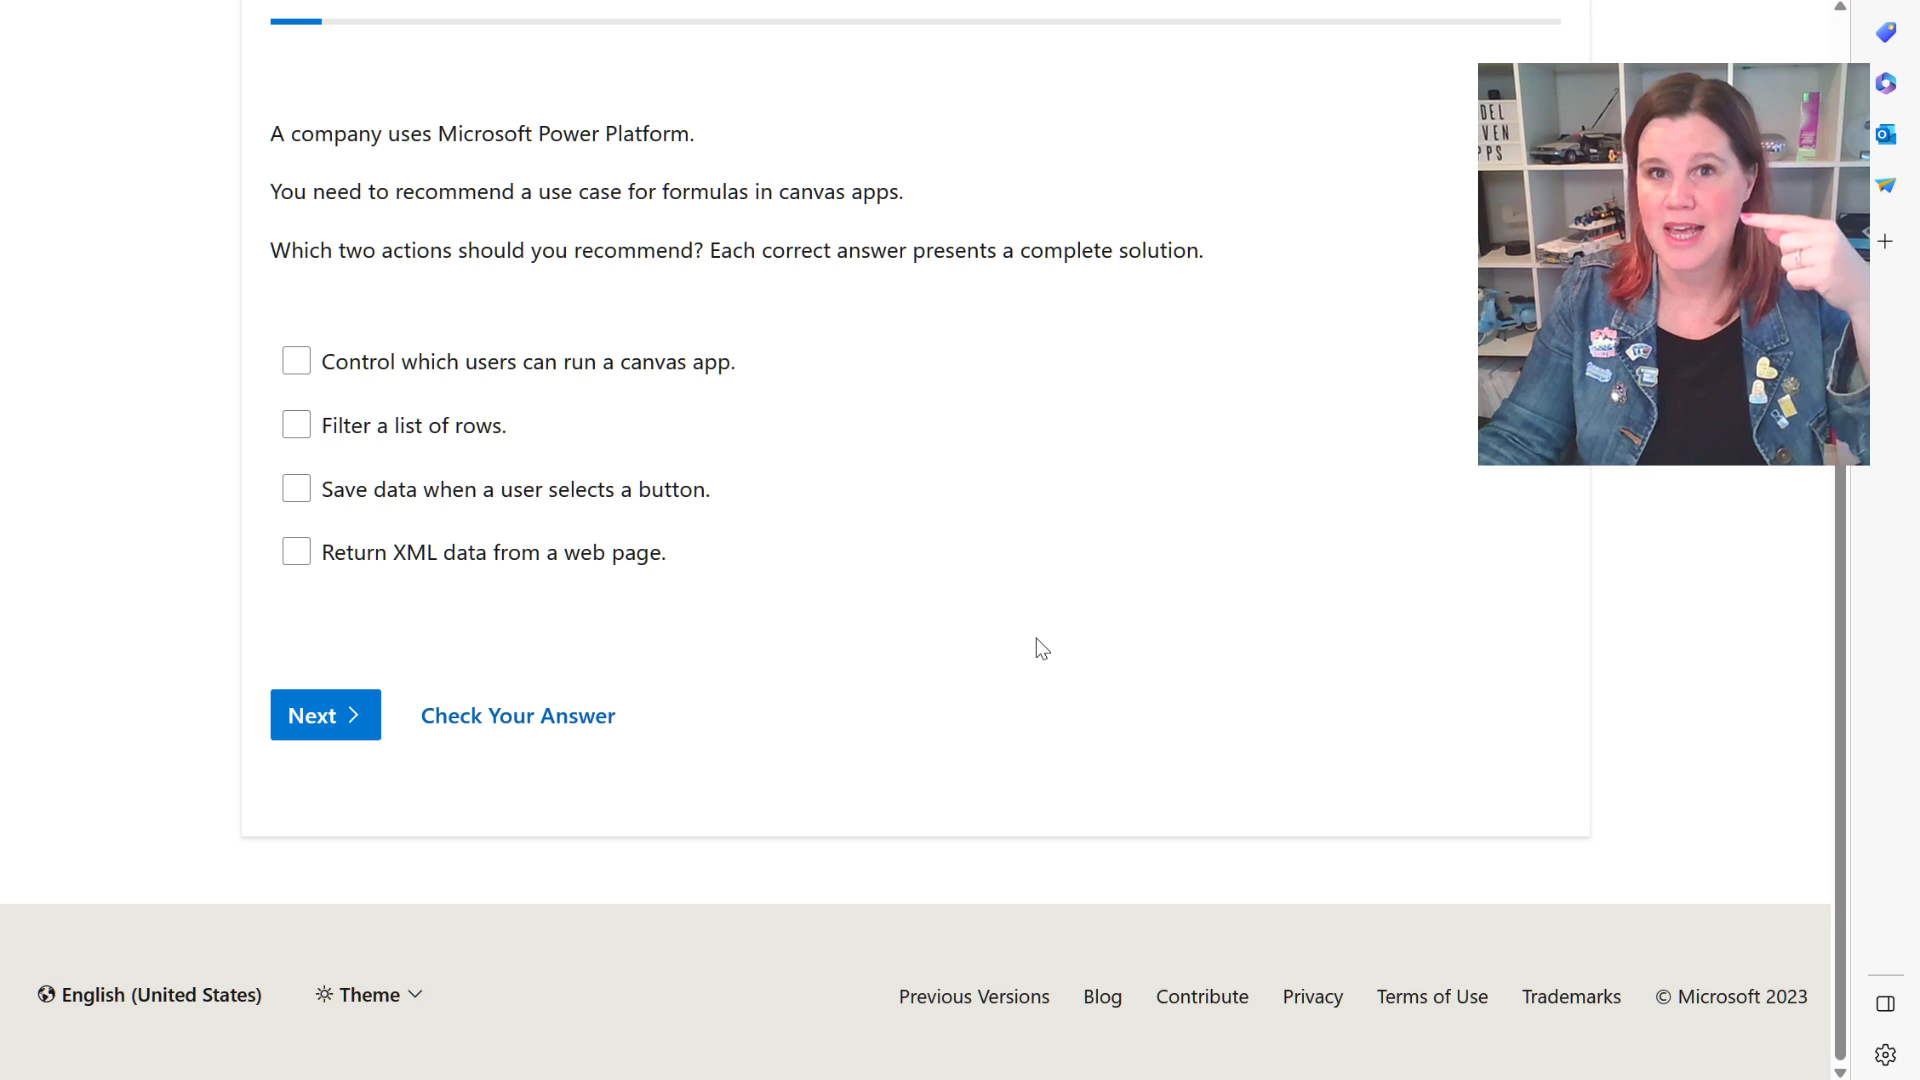 A company uses Microsoft Power Platform.
You need to recommend a use case for formulas in canvas apps.
Which two actions should you recommend? Each correct answer presents a complete solution.
Control which users can run a canvas app.
Filter a list of rows.
Save data when a user selects a button.
Return XML data from a web page.
Next
Check Your Answer
DEL
VEN
PPS
English (United States)
Theme
Previous Versions
Blog
Contribute
Privacy
Terms of Use
Trademarks
© Microsoft 2023